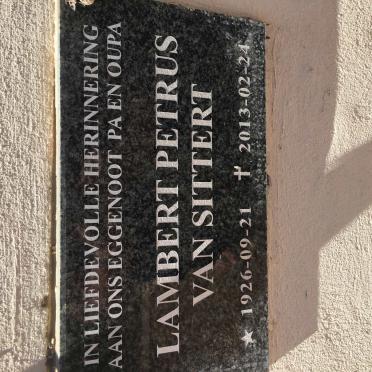 IN LIEFDEVOLLE HERINNERING
AAN ONS EGGENOOT PA EN OUPA
LAMBERT PETRUS
VAN SITTERT
★ 1926-09-21 ✝ 2013-02-24